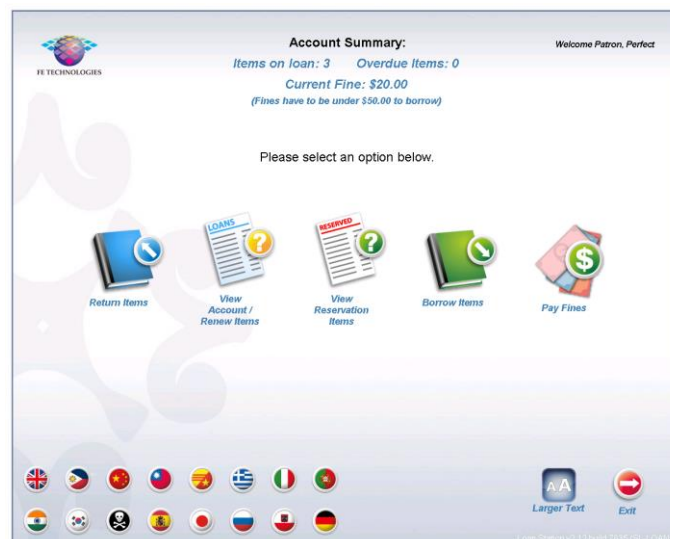 FE TECHNOLOGIES
Account Summary:
Welcome Patron, Perfect
Items on loan: 3 Overdue Items: 0
Current Fine: $20.00
(Fines have to be under $50.00 to borrow)
Please select an option below.
LOANS
?
RESERVED
?
$
Return Items
View
Account /
Renew Items
View
Reservation
Items
Borrow Items
Pay Fines
AA
Larger Text
Exit